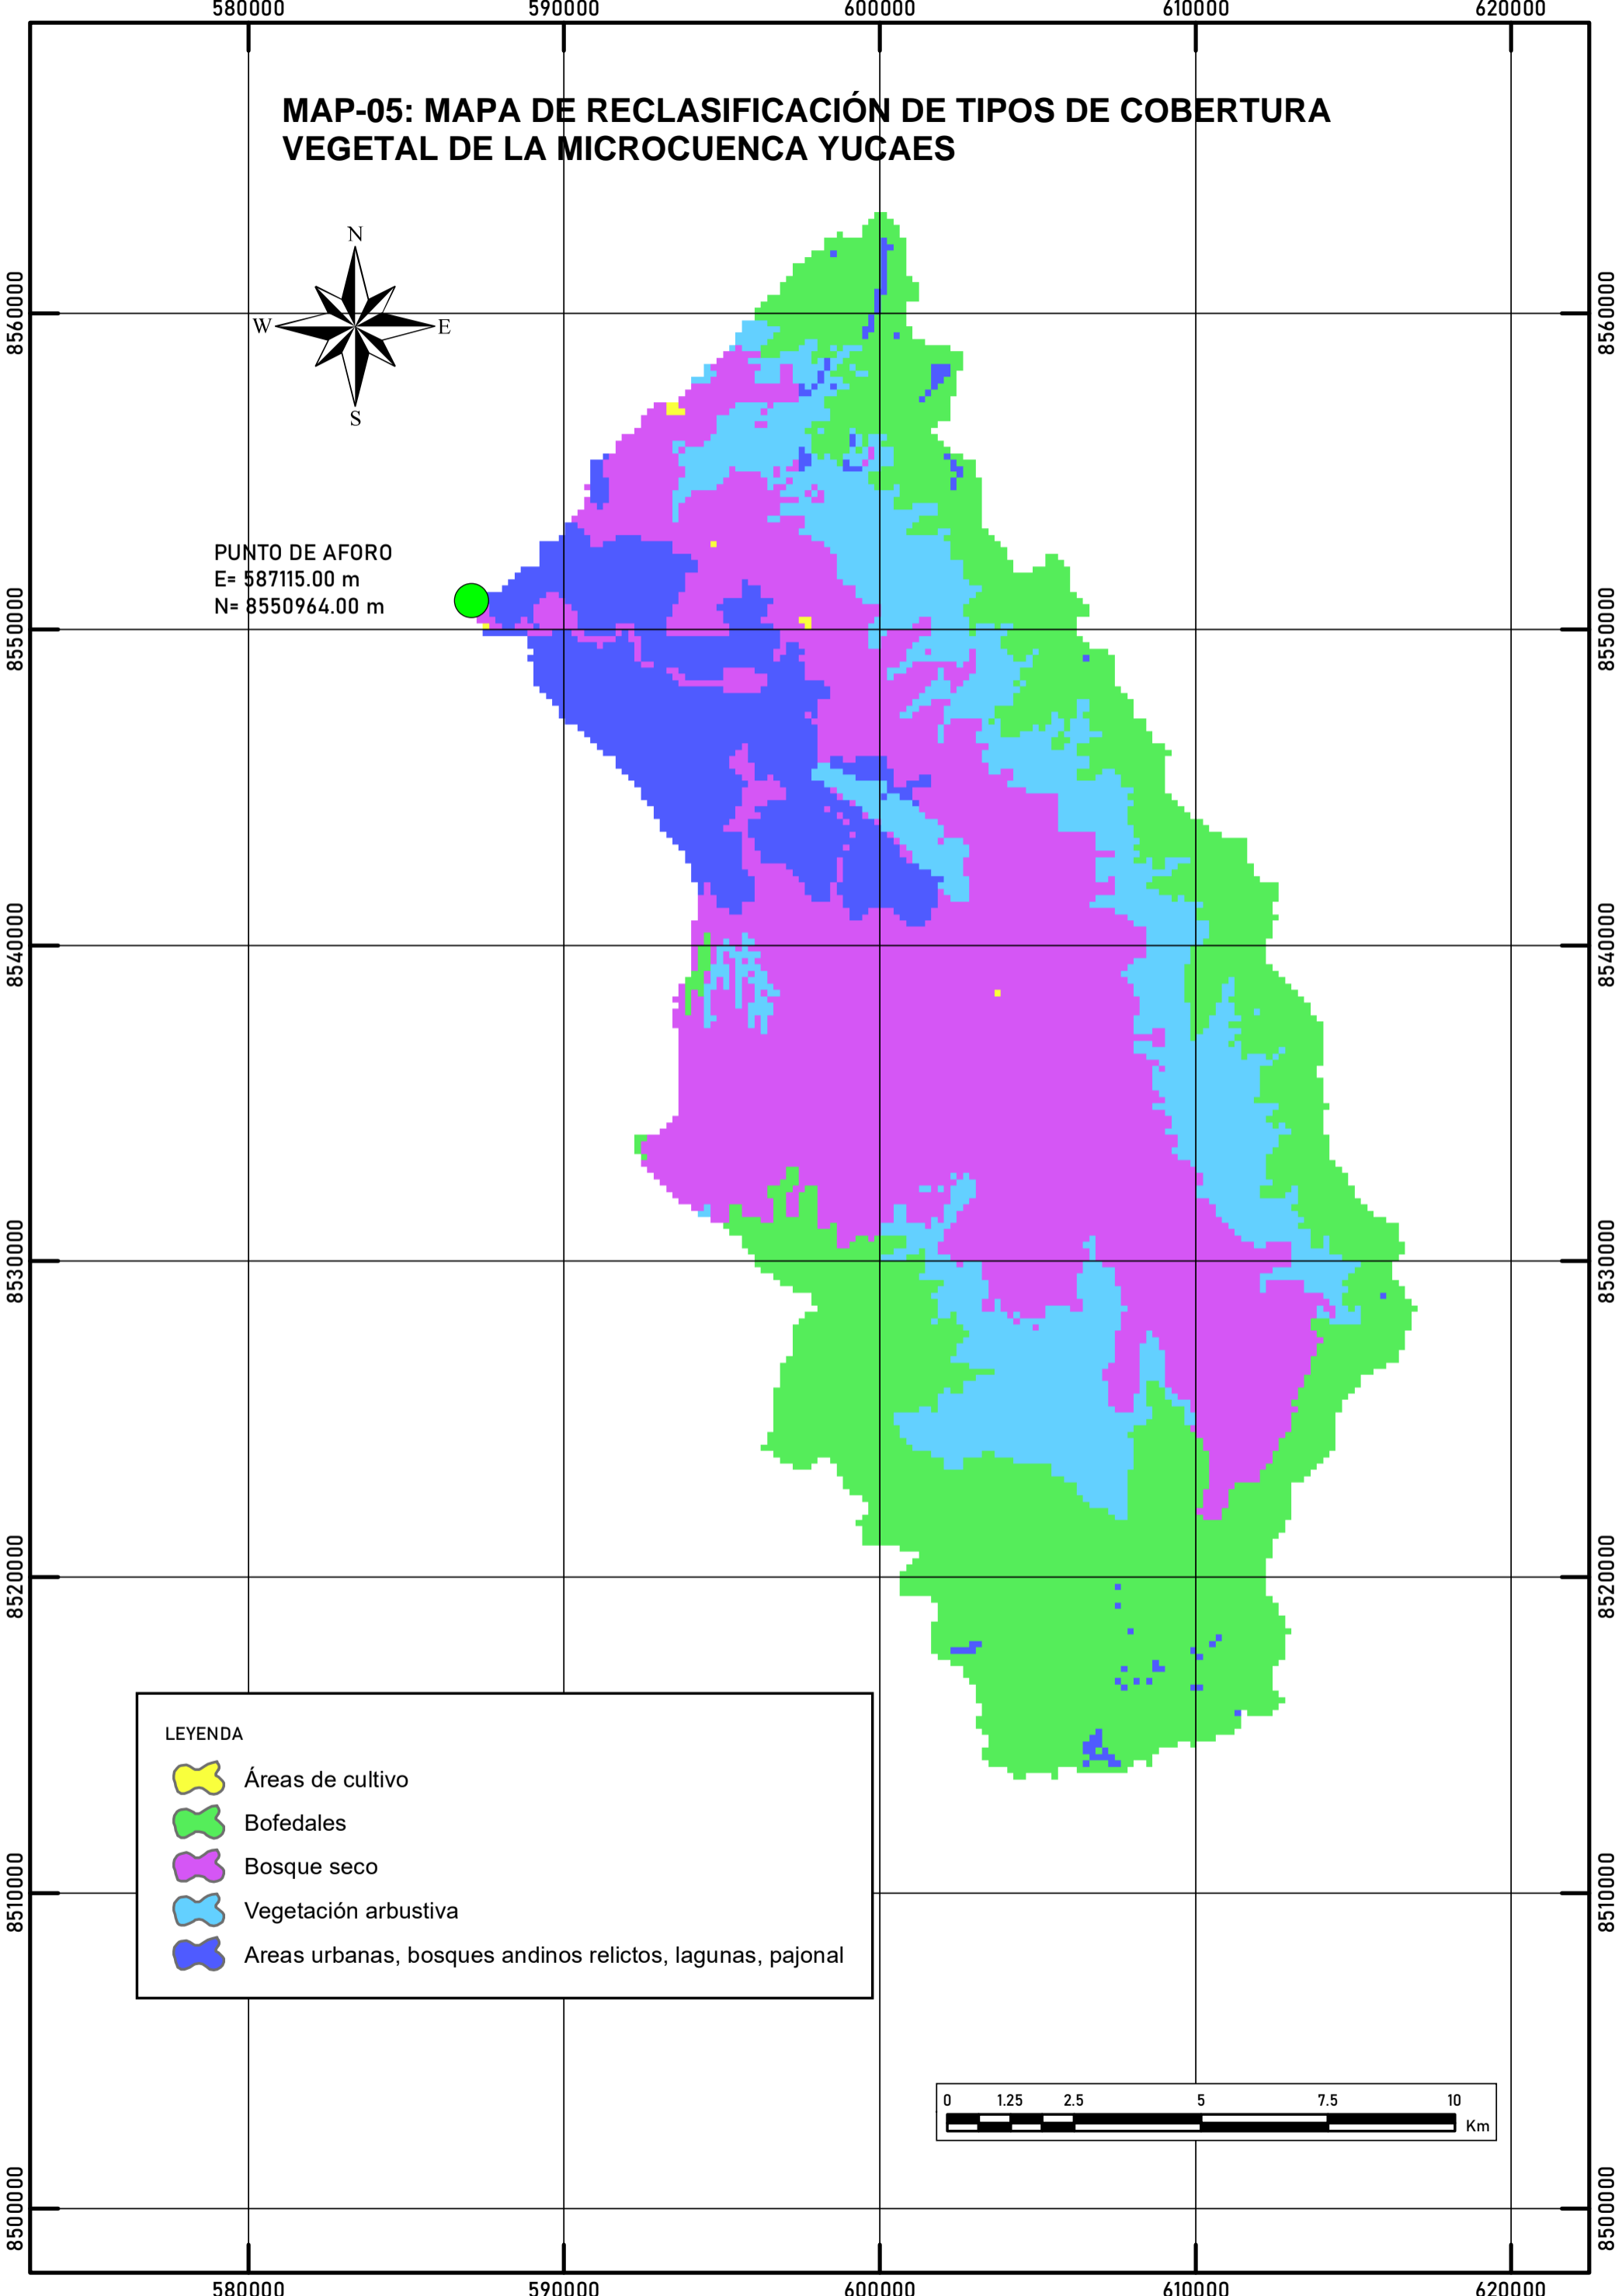 580000 590000 600000 610000 620000
MAP-05: MAPA DE RECLASIFICACIÓN DE TIPOS DE COBERTURA
VEGETAL DE LA MICROCUENCA YUCAES
N
W E
S
8560000 8560000
PUNTO DE AFORO
E= 587115.00 m
N= 8550964.00 m
8550000 8550000
8540000 8540000
8530000 8530000
8520000 8520000
LEYENDA
Áreas de cultivo
Bofedales
Bosque seco
Vegetación arbustiva
Areas urbanas, bosques andinos relictos, lagunas, pajonal
8510000 8510000
0 1.25 2.5 5 7.5 10
Km
8500000 8500000
580000 590000 600000 610000 620000